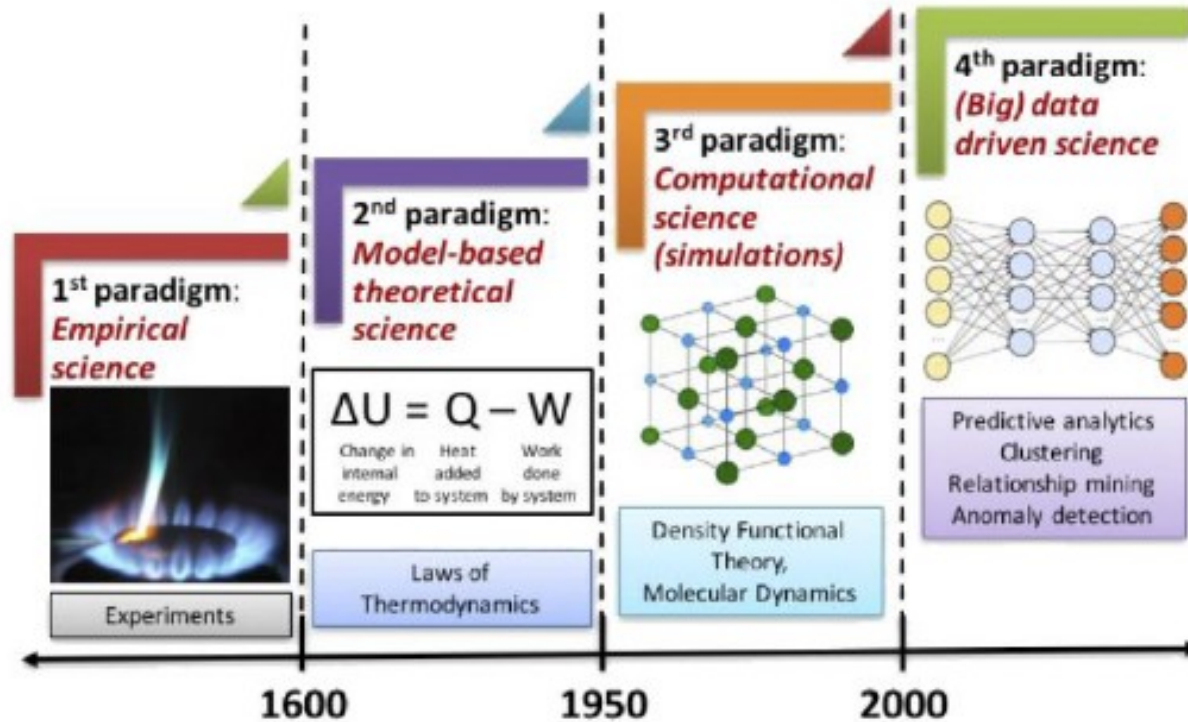 1st paradigm:
Empirical
science
Experiments
2nd paradigm:
Model-based
theoretical
science
ΔU = Q – W
Change in internal energy
Heat added to system
Work done by system
Laws of
Thermodynamics
3rd paradigm:
Computational
science
(simulations)
Density Functional
Theory,
Molecular Dynamics
4th paradigm:
(Big) data
driven science
...
...
Predictive analytics
Clustering
Relationship mining
Anomaly detection
1600
1950
2000